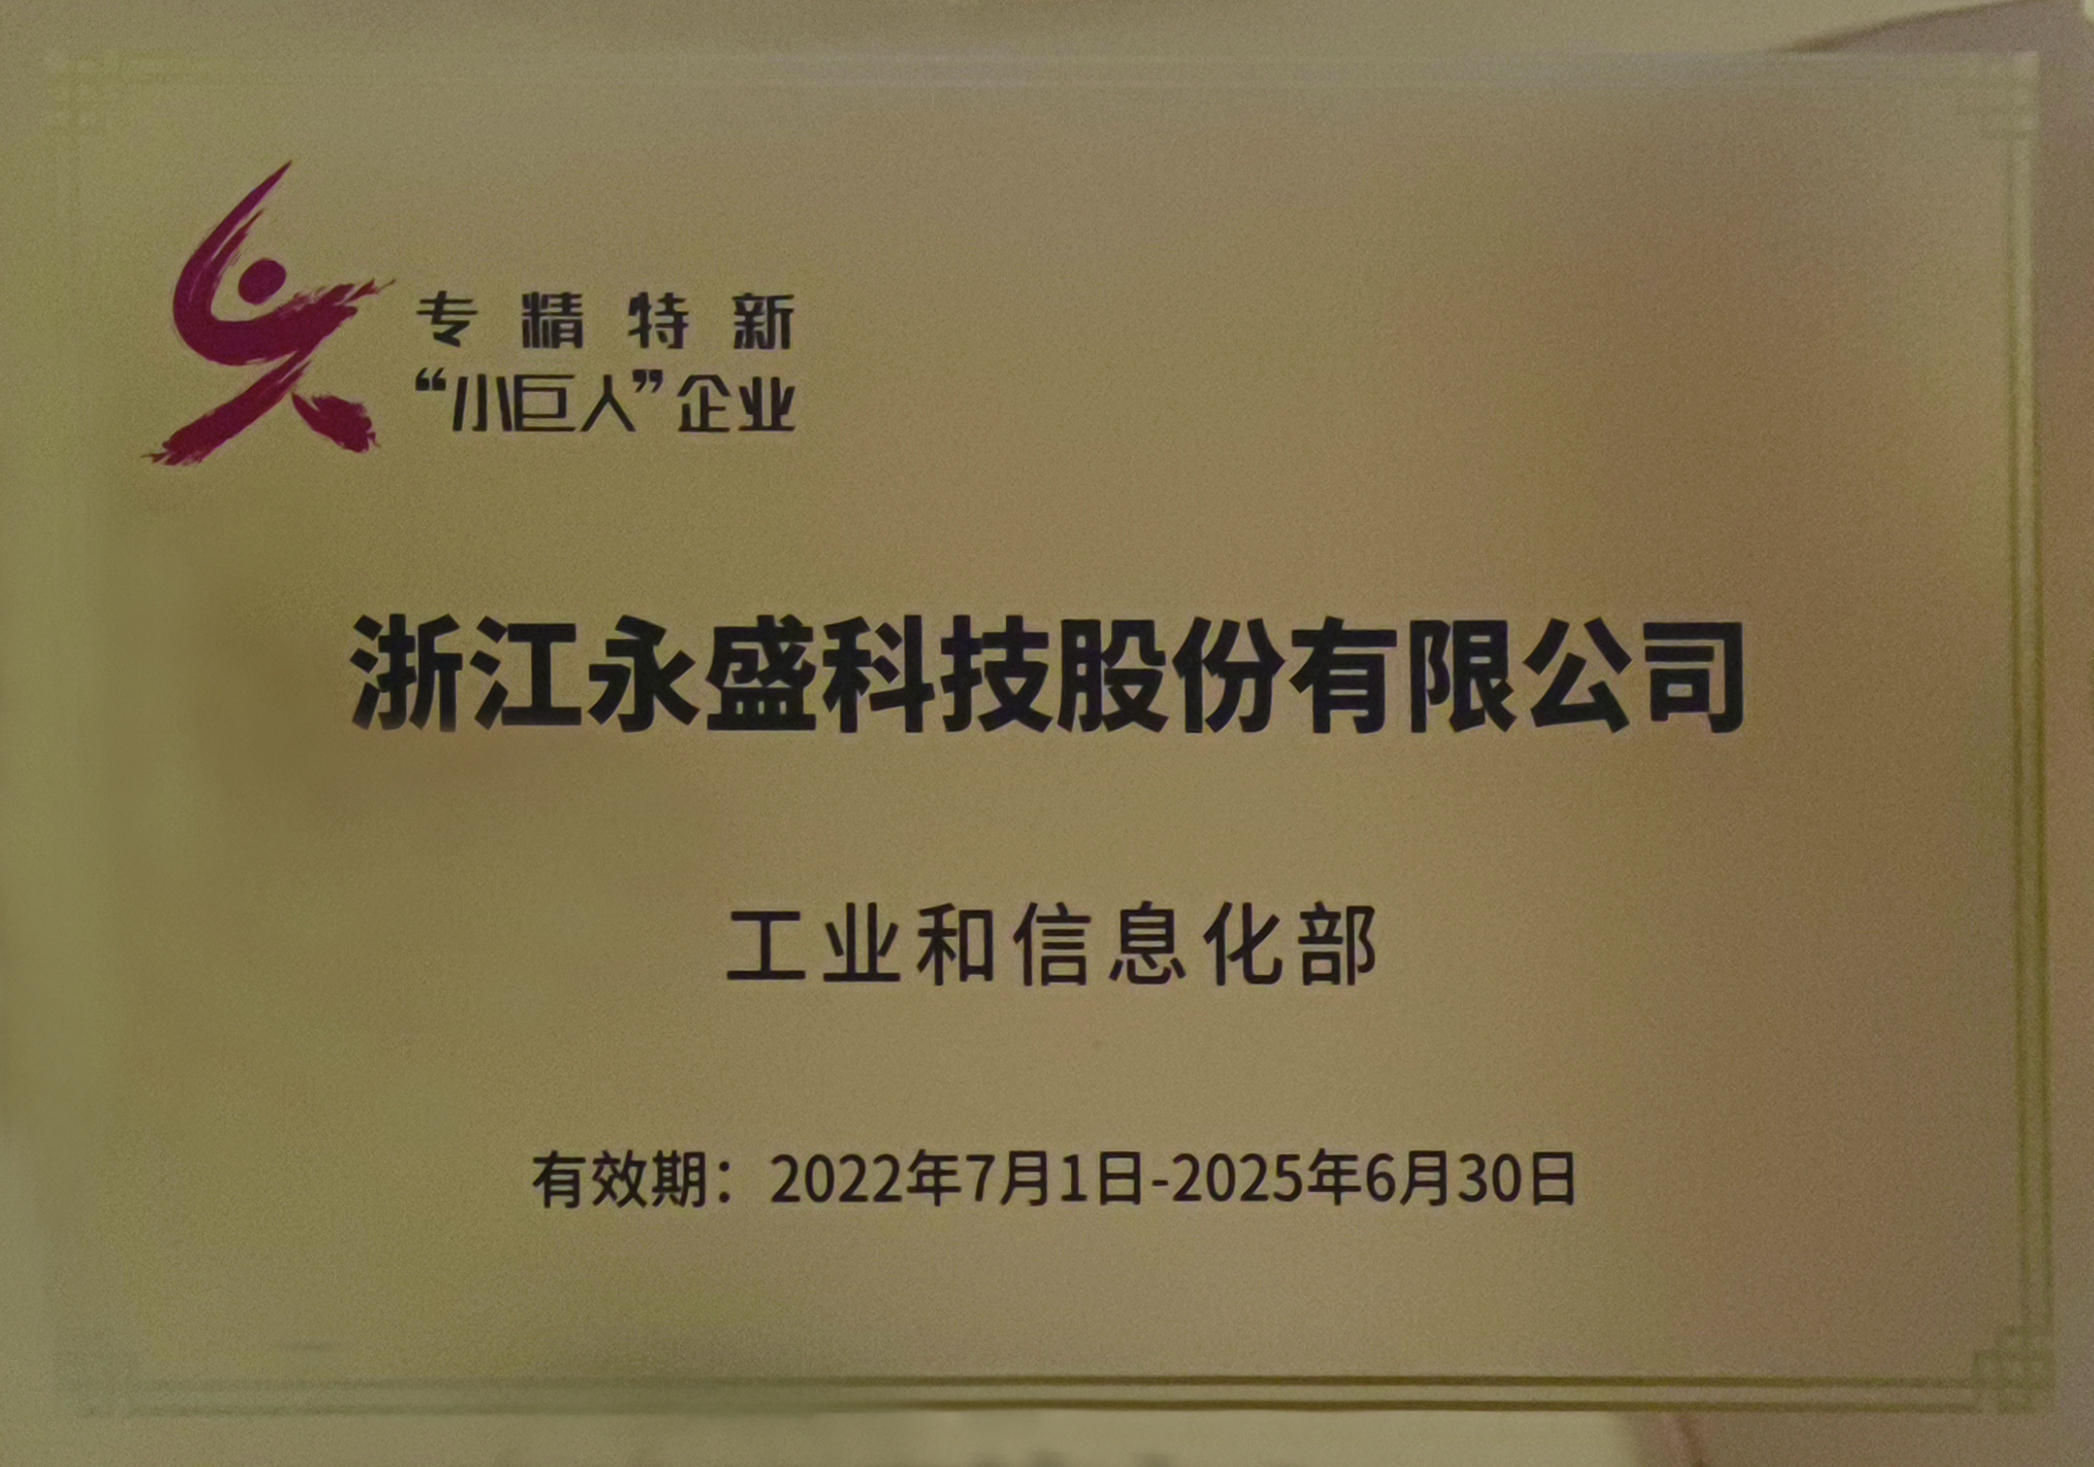 专精特新
“小巨人”企业
浙江永盛科技股份有限公司
工业和信息化部
有效期：2022年7月1日-2025年6月30日